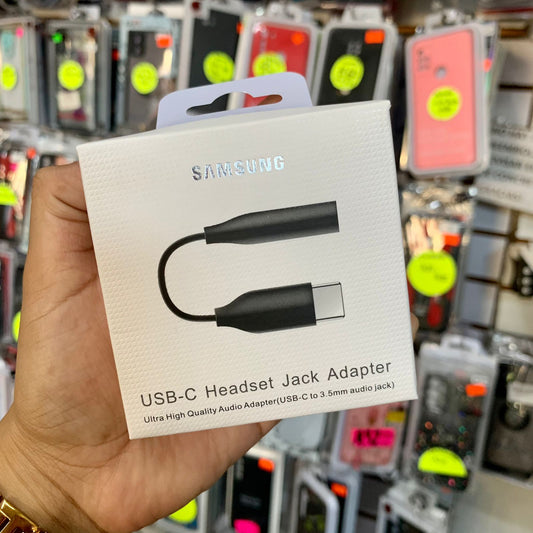 SAMSUNG
USB-C Headset Jack Adapter
Ultra High Quality Audio Adapter(USB-C to 3.5mm audio jack)